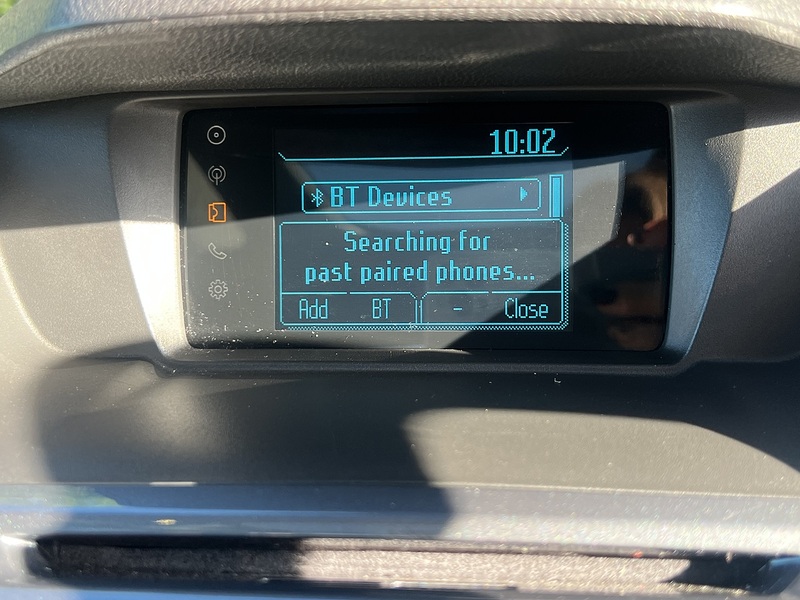 10:02
BT Devices
Searching for
past paired phones...
Add BT - Close